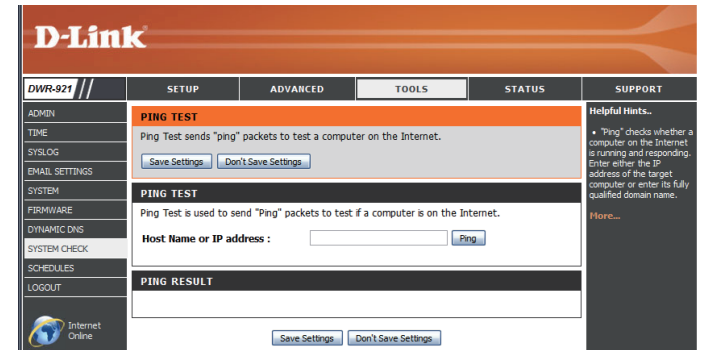 D-Link
DWR-921
SETUP
ADVANCED
TOOLS
STATUS
SUPPORT
ADMIN
TIME
SYSLOG
EMAIL SETTINGS
SYSTEM
FIRMWARE
DYNAMIC DNS
SYSTEM CHECK
SCHEDULES
LOGOUT
Internet
Online
PING TEST
Ping Test sends "ping" packets to test a computer on the Internet.
Save Settings
Don't Save Settings
PING TEST
Ping Test is used to send "Ping" packets to test if a computer is on the Internet.
Host Name or IP address :
Ping
PING RESULT
Save Settings
Don't Save Settings
Helpful Hints..
• "Ping" checks whether a
computer on the Internet
is running and responding.
Enter either the IP
address of the target
computer or enter its fully
qualified domain name.
More...